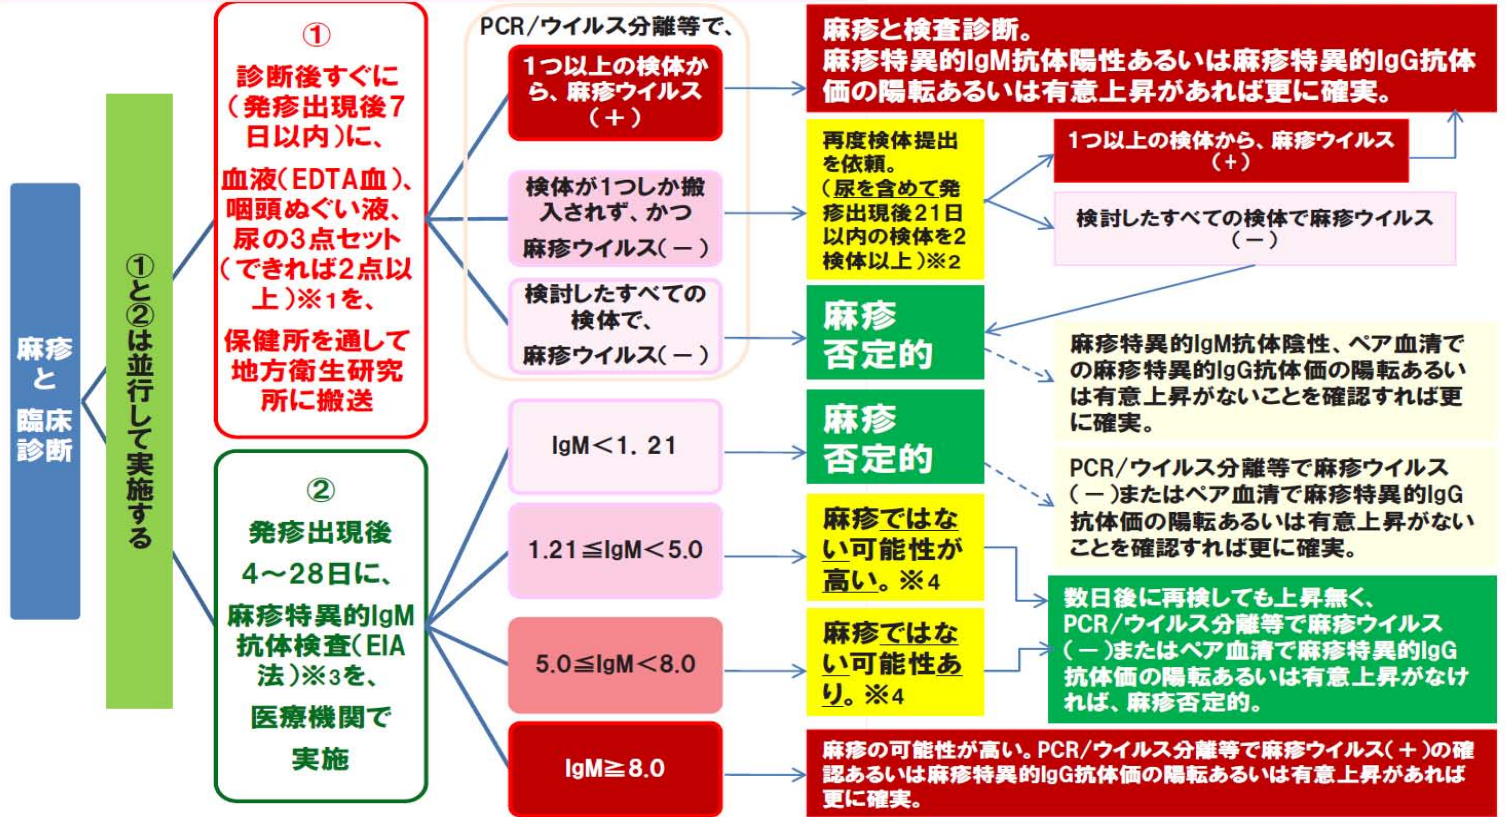 麻疹
と
臨床
診断
①と②は並行して実施する
①
診断後すぐに
（発疹出現後7
日以内）に、
血液（EDTA血）、
咽頭ぬぐい液、
尿の3点セット
（できれば2点以
上）※1を、
保健所を通して
地方衛生研究
所に搬送
②
発疹出現後
4～28日に、
麻疹特異的IgM
抗体検査（EIA
法）※3を、
医療機関で
実施
PCR/ウイルス分離等で、
1つ以上の検体か
ら、麻疹ウイルス
（＋）
検体が1つしか搬
入されず、かつ
麻疹ウイルス（－）
検討したすべての
検体で、
麻疹ウイルス（－）
IgM＜1. 21
1.21≦IgM＜5.0
5.0≦IgM＜8.0
IgM≧8.0
麻疹と検査診断。
麻疹特異的IgM抗体陽性あるいは麻疹特異的IgG抗体
価の陽転あるいは有意上昇があれば更に確実。
再度検体提出
を依頼。
（尿を含めて発
疹出現後21日
以内の検体を2
検体以上）※2
1つ以上の検体から、麻疹ウイルス
（+）
検討したすべての検体で麻疹ウイルス
（－）
麻疹
否定的
麻疹特異的IgM抗体陰性、ペア血清で
の麻疹特異的IgG抗体価の陽転あるい
は有意上昇がないことを確認すれば更
に確実。
麻疹
否定的
PCR/ウイルス分離等で麻疹ウイルス
（－）またはペア血清で麻疹特異的IgG
抗体価の陽転あるいは有意上昇がない
ことを確認すれば更に確実。
麻疹ではな
い可能性が
高い。※4
麻疹ではな
い可能性あ
り。※4
数日後に再検しても上昇無く、
PCR/ウイルス分離等で麻疹ウイルス
（－）またはペア血清で麻疹特異的IgG
抗体価の陽転あるいは有意上昇がなけ
れば、麻疹否定的。
麻疹の可能性が高い。PCR/ウイルス分離等で麻疹ウイルス（＋）の確
認あるいは麻疹特異的IgG抗体価の陽転あるいは有意上昇があれば
更に確実。